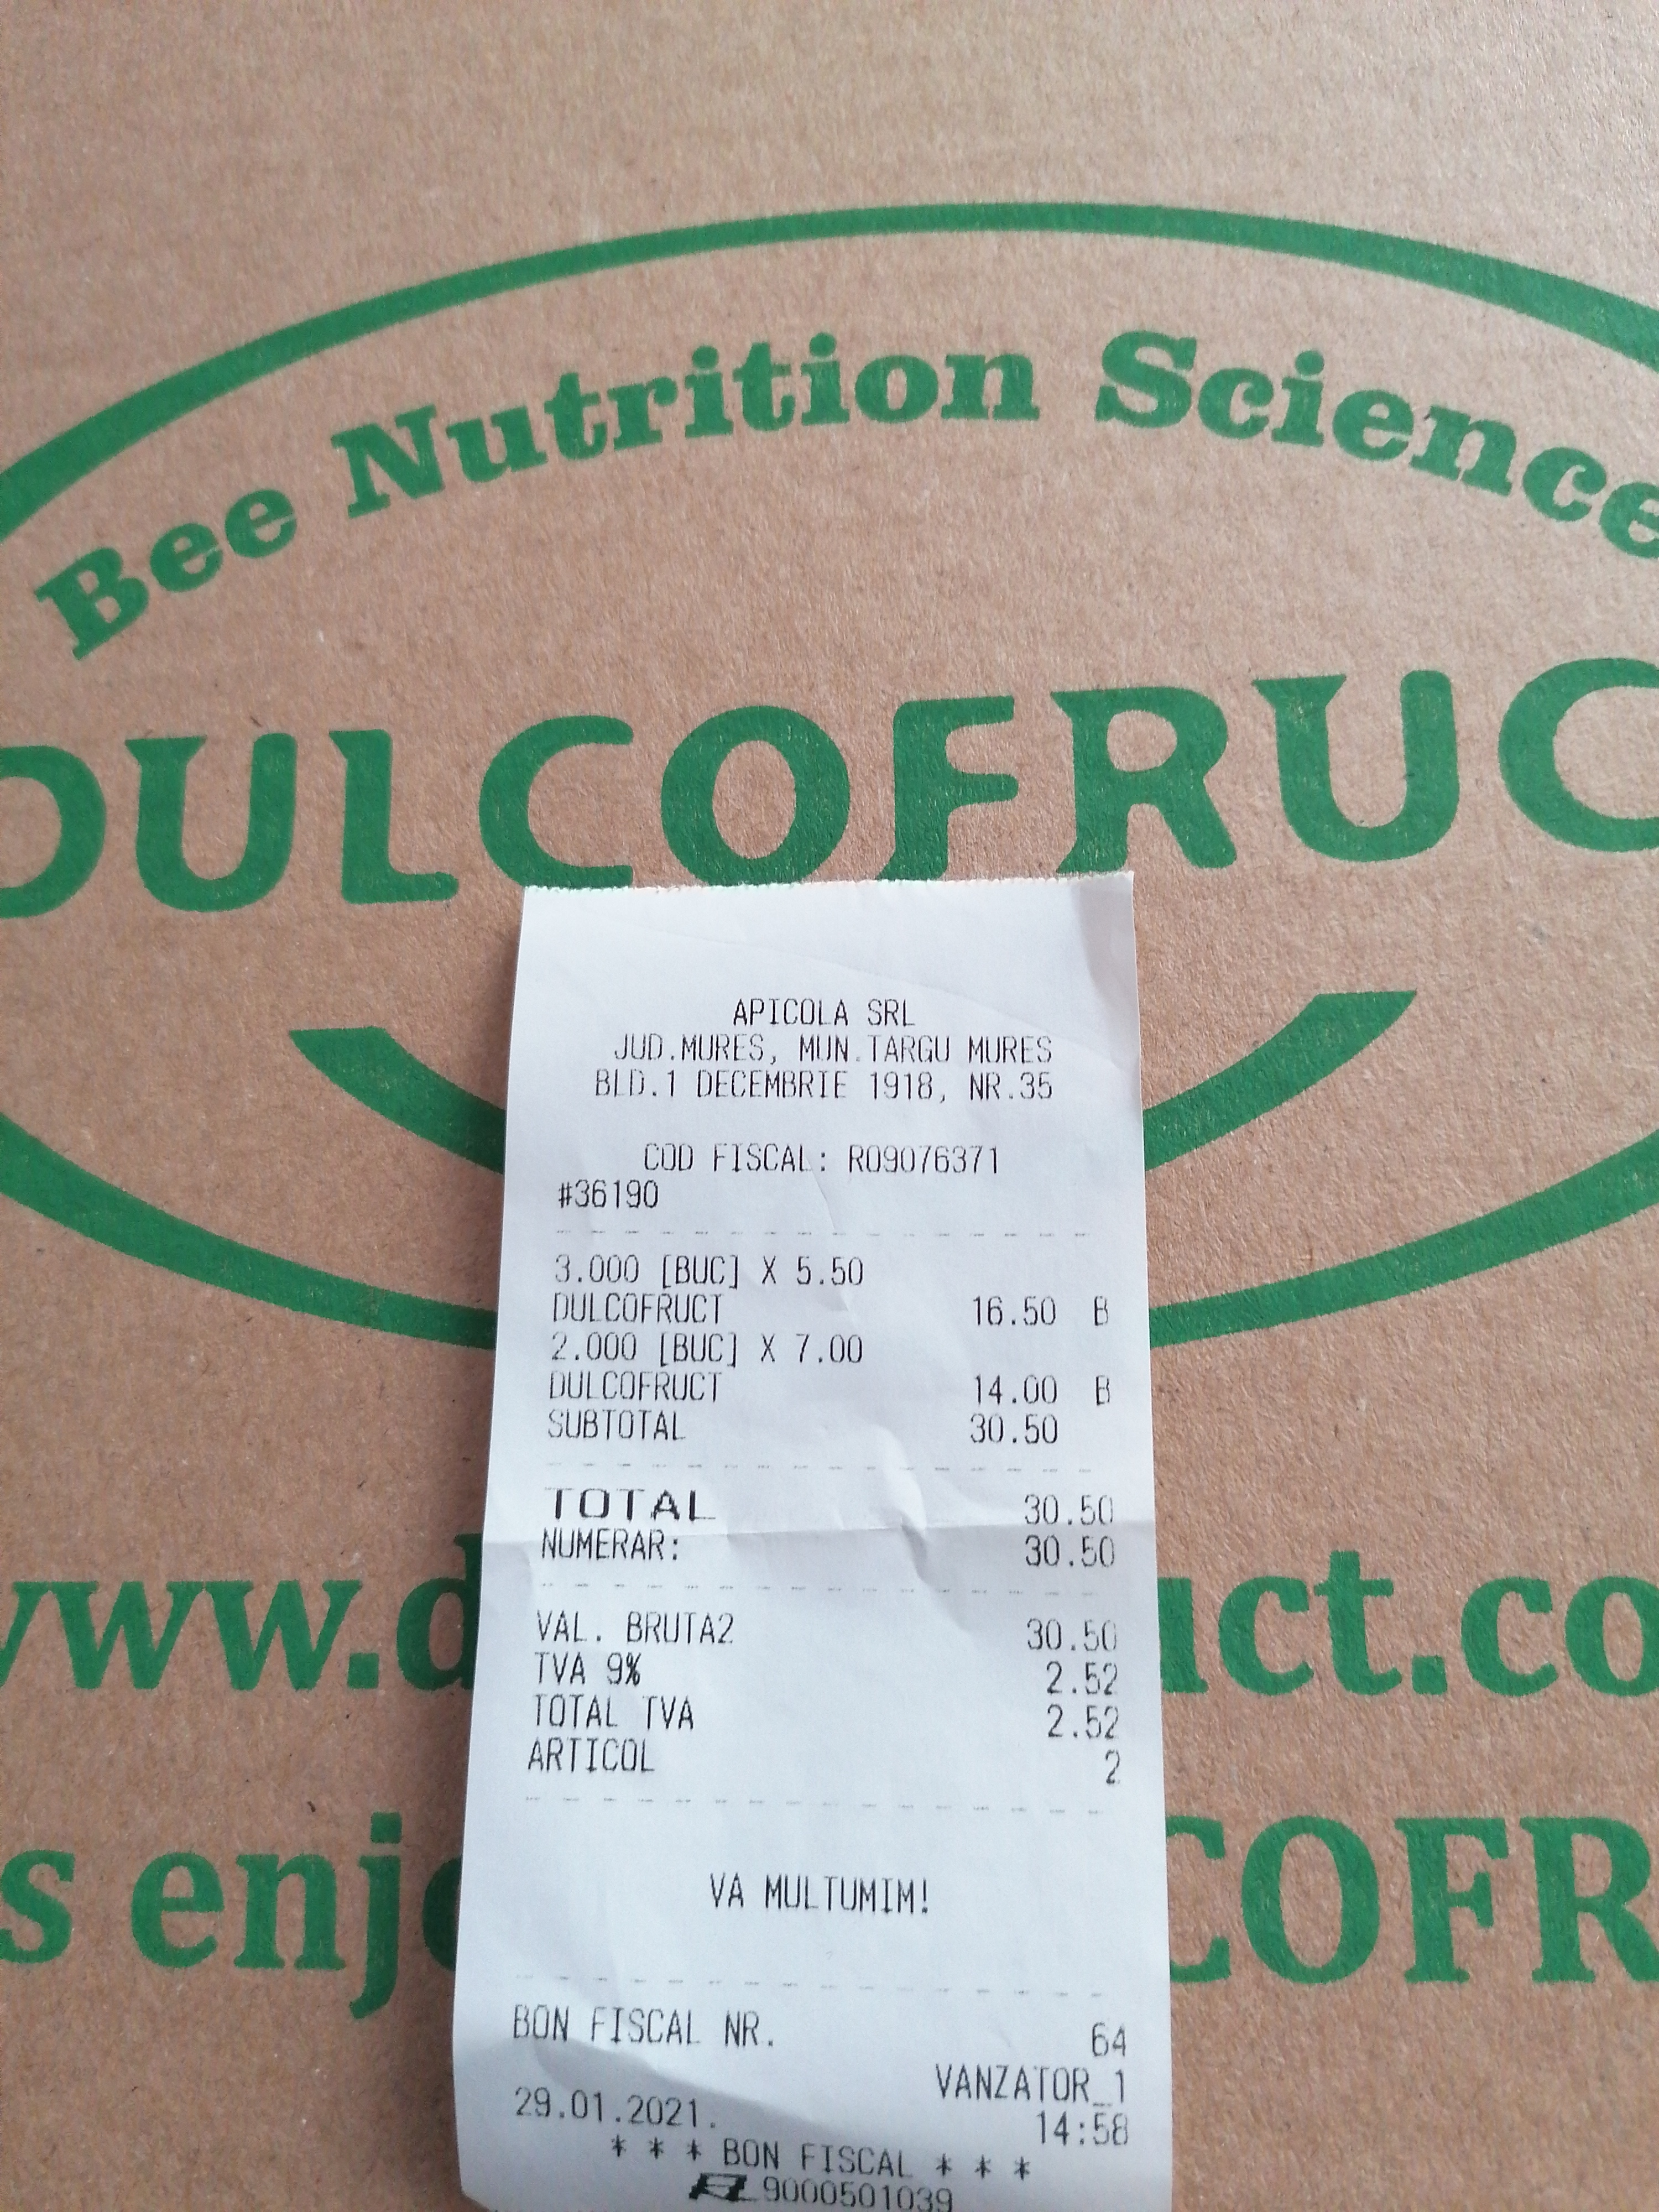 Bee Nutrition Science
DULCOFRUC
APICOLA SRL
JUD.MURES, MUN.TARGU MURES
BLD.1 DECEMBRIE 1918, NR.35
COD FISCAL: RO9076371
#36190
3.000 [BUC] X 5.50
DULCOFRUCT 16.50 B
2.000 [BUC] X 7.00
DULCOFRUCT 14.00 B
SUBTOTAL 30.50
TOTAL 30.50
NUMERAR: 30.50
VAL. BRUTA2 30.50
TVA 9% 2.52
TOTAL TVA 2.52
ARTICOL 2
VA MULTUMIM!
BON FISCAL NR. 64
VANZATOR_1
29.01.2021. 14:58
* * * BON FISCAL * * *
9000501039
www.d uct.co
s enj COFR